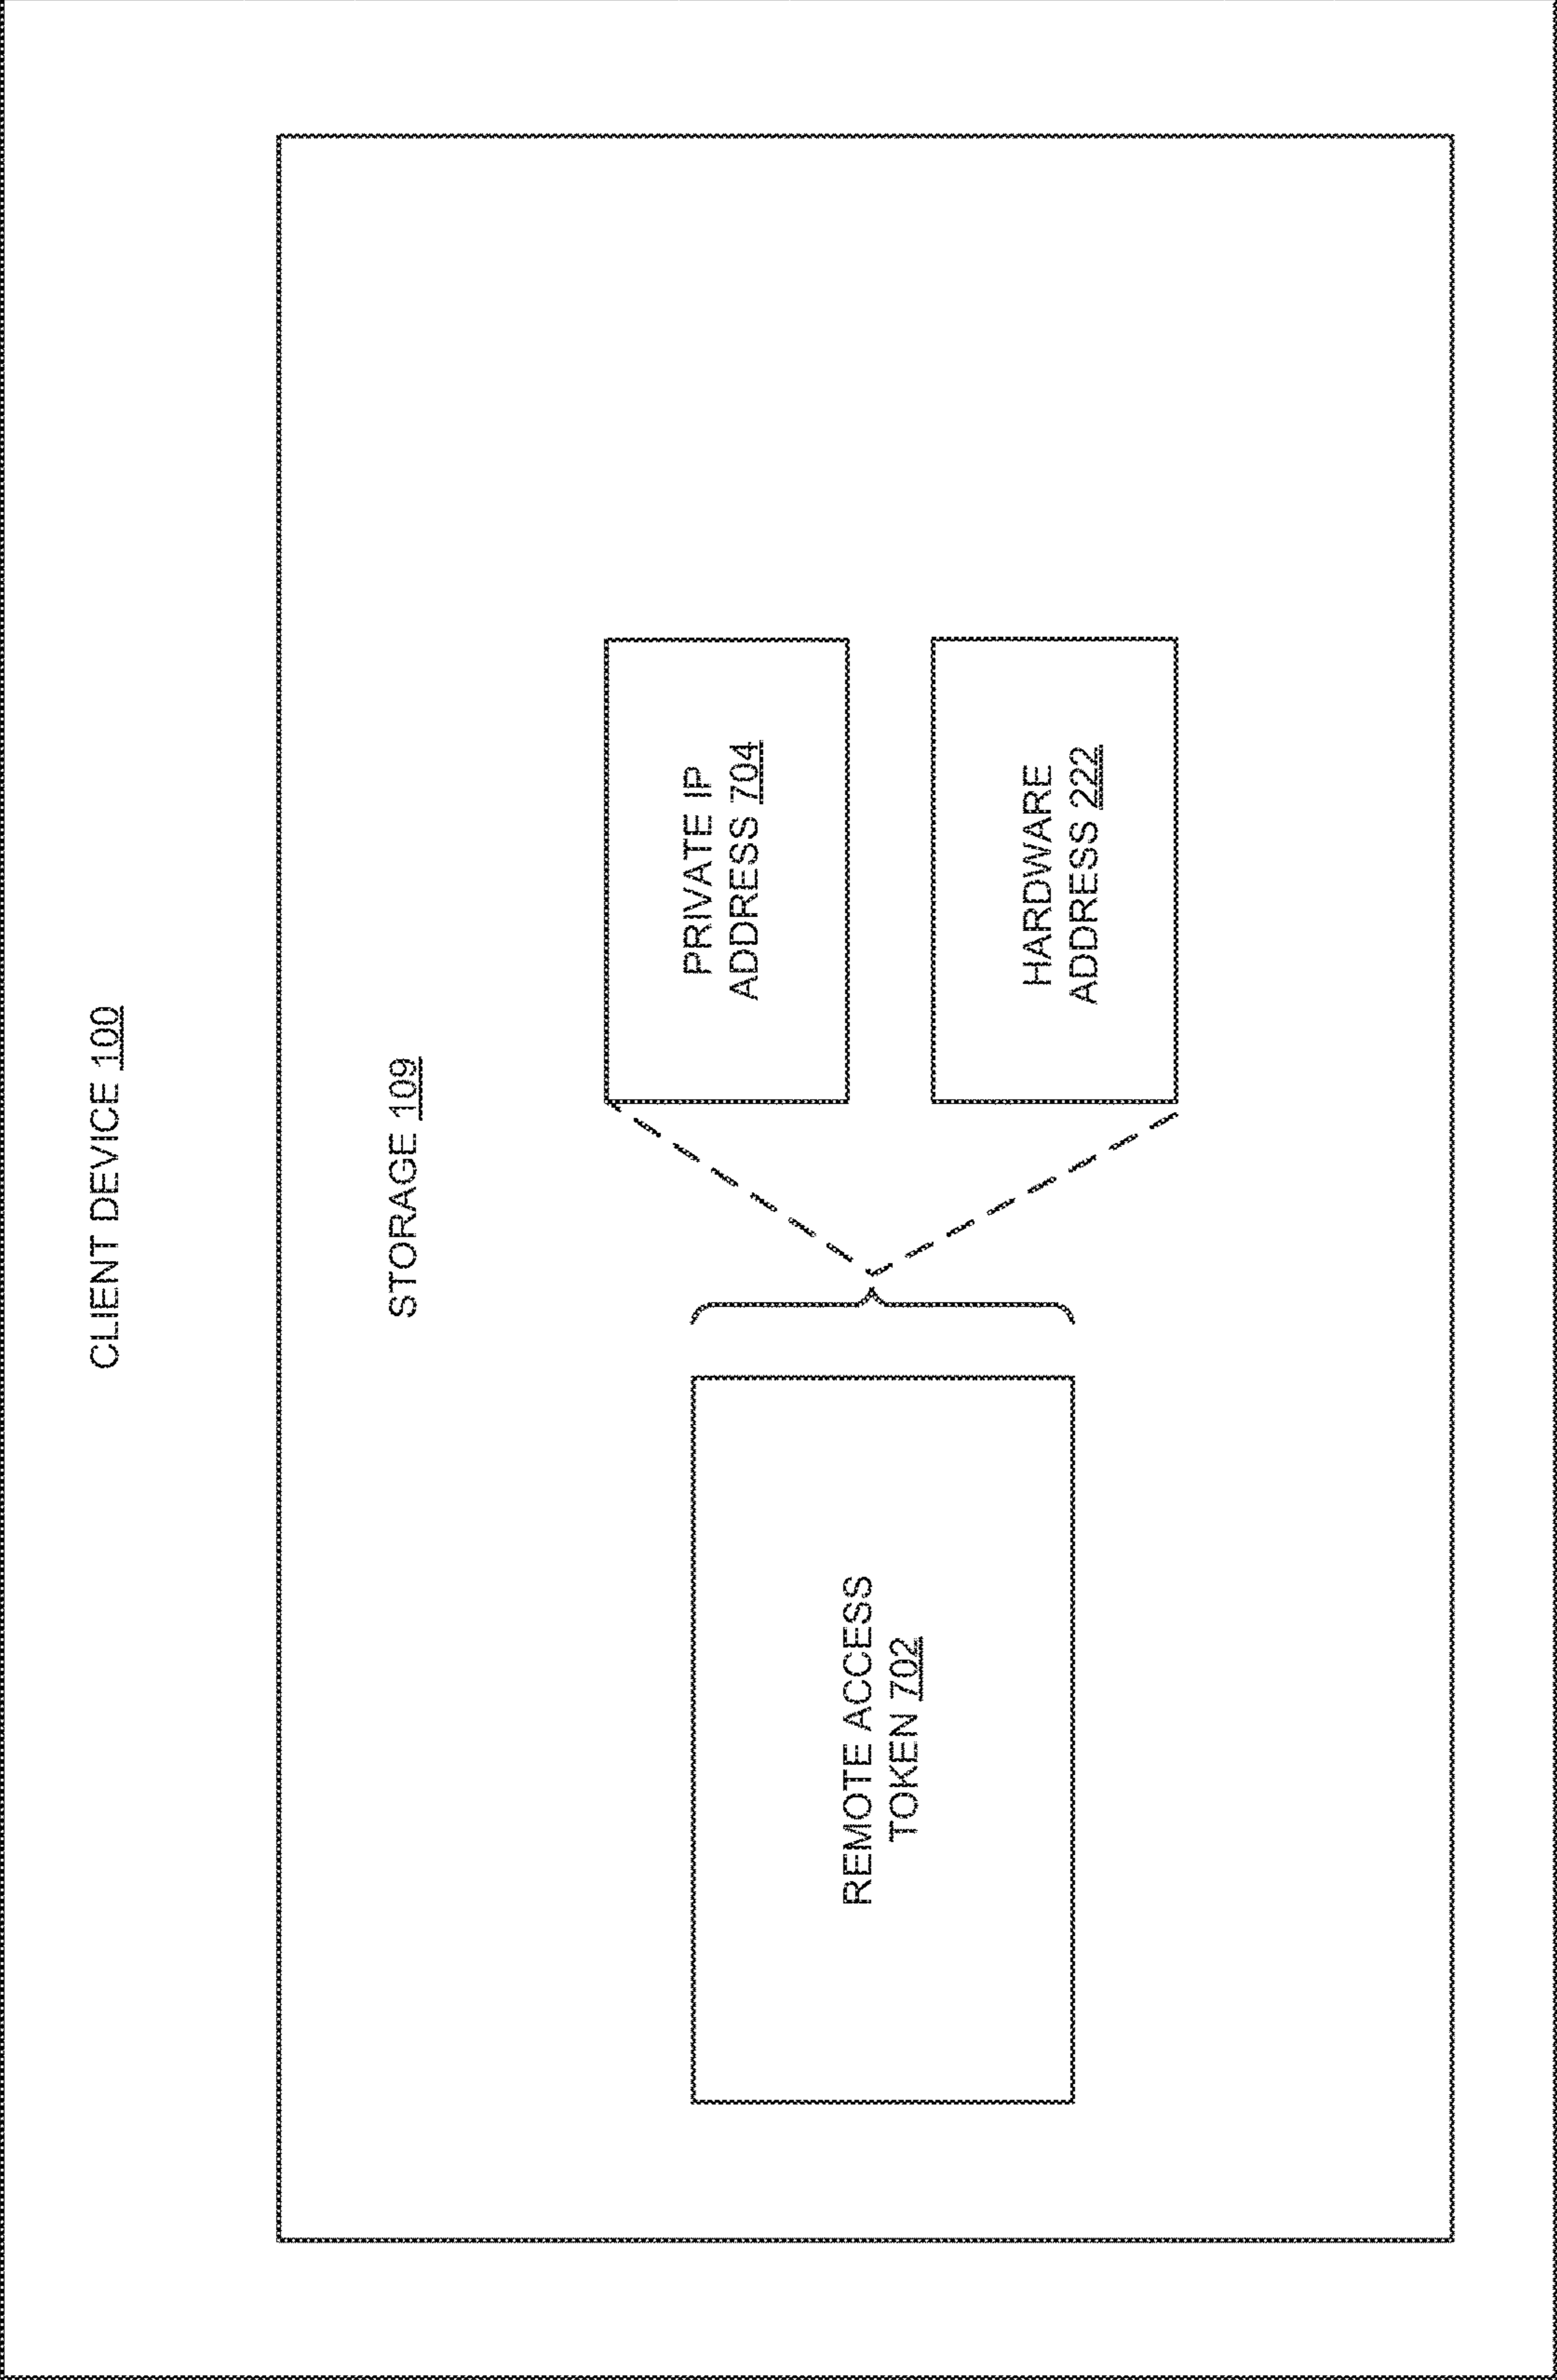 CLIENT DEVICE 100
STORAGE 109
REMOTE ACCESS
TOKEN 702
PRIVATE IP
ADDRESS 704
HARDWARE
ADDRESS 222